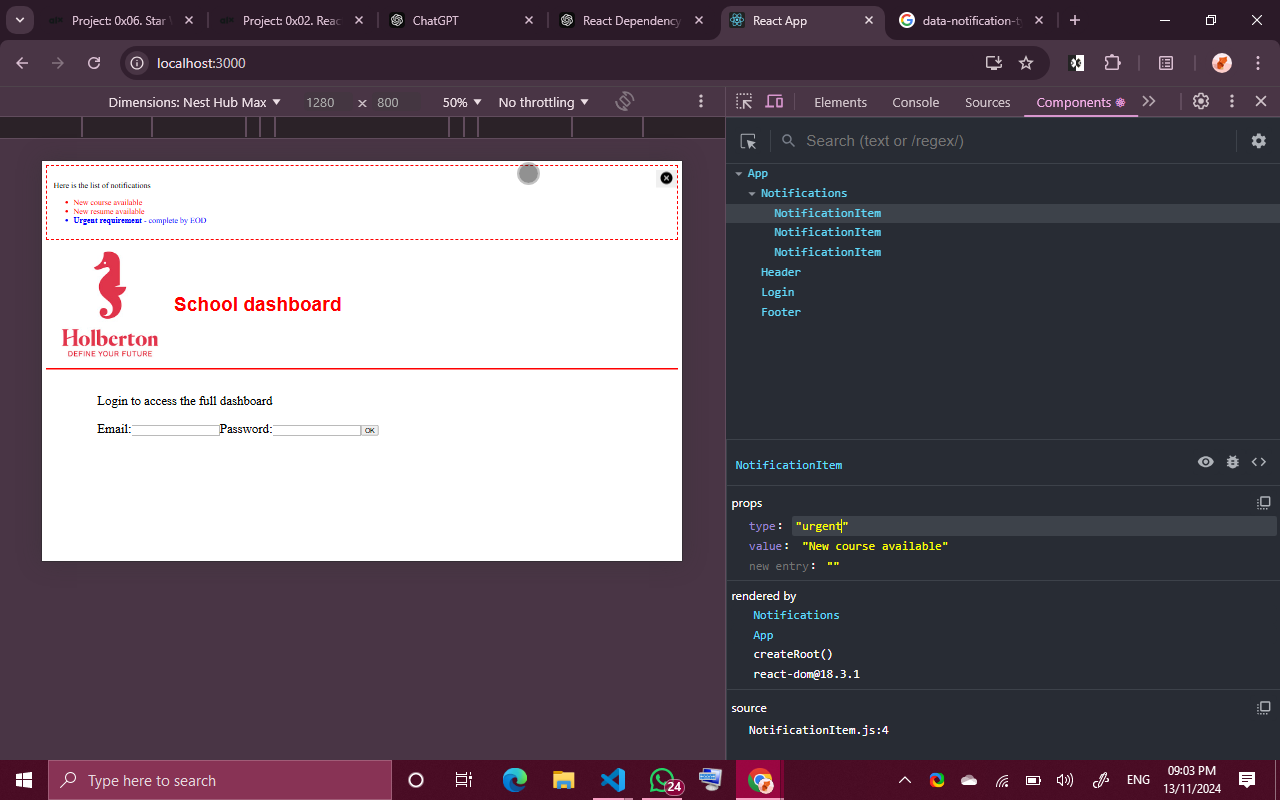 Project: 0x06. Star
Project: 0x02. Reac
ChatGPT
React Dependency
React App
data-notification-t
localhost:3000
Dimensions: Nest Hub Max
1280
x
800
50%
No throttling
Elements
Console
Sources
Components
Search (text or /regex/)
App
Notifications
NotificationItem
NotificationItem
NotificationItem
Header
Login
Footer
Here is the list of notifications
New course available
New resume available
Urgent requirement - complete by EOD
School dashboard
Holberton
DEFINE YOUR FUTURE
Login to access the full dashboard
Email:
Password:
OK
NotificationItem
props
type: "urgent"
value: "New course available"
new entry: ""
rendered by
Notifications
App
createRoot()
react-dom@18.3.1
source
NotificationItem.js:4
Type here to search
24
ENG
09:03 PM
13/11/2024